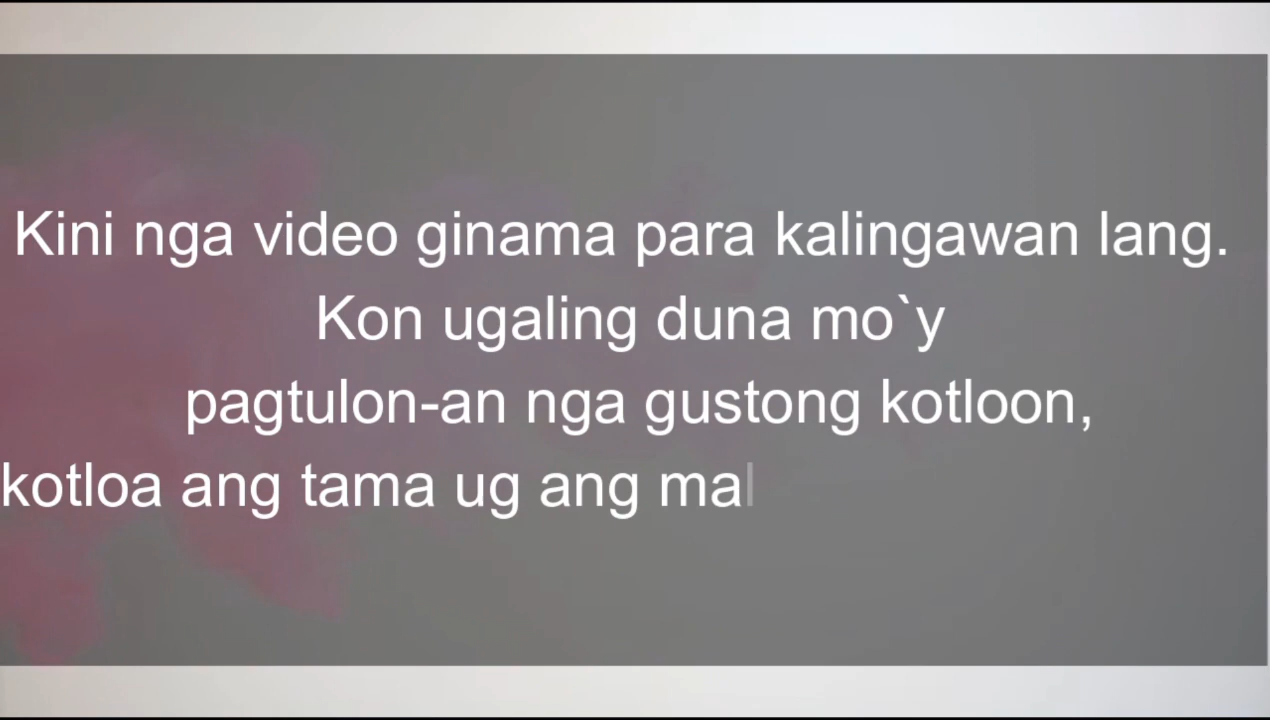 Kini nga video ginama para kalingawan lang.
Kon ugaling duna mo`y
pagtulon-an nga gustong kotloon,
kotloa ang tama ug ang mal